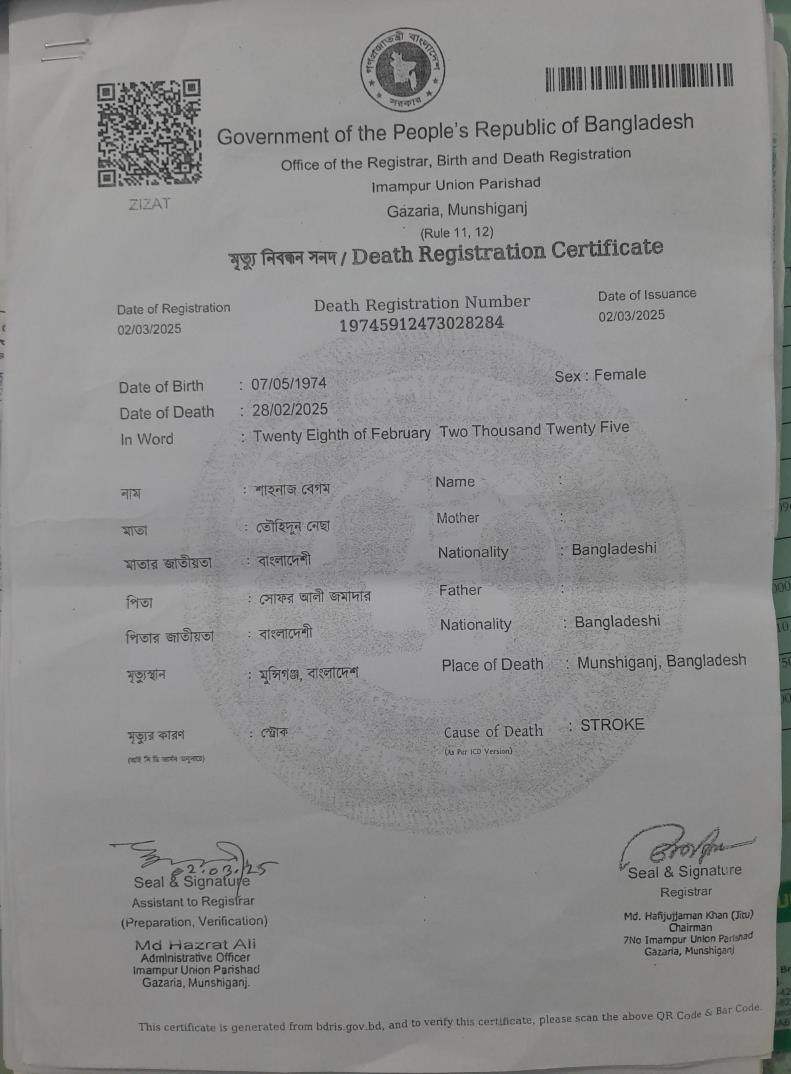 গণপ্রজাতন্ত্রী বাংলাদেশ
সরকার
ZIZAT
Government of the People's Republic of Bangladesh
Office of the Registrar, Birth and Death Registration
Imampur Union Parishad
Gazaria, Munshiganj
(Rule 11, 12)
মৃত্যু নিবন্ধন সনদ / Death Registration Certificate
Date of Registration Death Registration Number Date of Issuance
02/03/2025 19745912473028284 02/03/2025
Date of Birth : 07/05/1974 Sex : Female
Date of Death : 28/02/2025
In Word : Twenty Eighth of February Two Thousand Twenty Five
নাম : শাহনাজ বেগম Name :
মাতা : তৌহিদুন নেছা Mother :
মাতার জাতীয়তা : বাংলাদেশী Nationality : Bangladeshi
পিতা : সোফর আলী জমাদার Father :
পিতার জাতীয়তা : বাংলাদেশী Nationality : Bangladeshi
মৃত্যুস্থান : মুন্সিগঞ্জ, বাংলাদেশ Place of Death : Munshiganj, Bangladesh
মৃত্যুর কারণ : স্ট্রোক Cause of Death : STROKE
(আই সি ডি ভার্সন অনুসারে) (As Per ICD Version)
02.03.25
Seal & Signature Seal & Signature
Assistant to Registrar Registrar
(Preparation, Verification)
Md Hazrat Ali Md. Hafijujjaman Khan (Jitu)
Administrative Officer Chairman
Imampur Union Parishad 7No Imampur Union Parishad
Gazaria, Munshiganj. Gazaria, Munshiganj
This certificate is generated from bdris.gov.bd, and to verify this certificate, please scan the above QR Code & Bar Code.